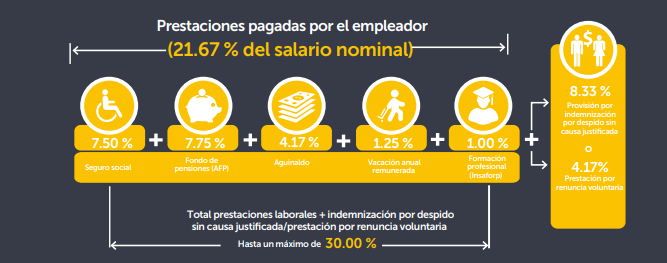 Prestaciones pagadas por el empleador
(21.67 % del salario nominal)
7.50 % + 7.75 % + 4.17 % + 1.25 % + 1.00 % +
Seguro social
Fondo de
pensiones (AFP)
Aguinaldo
Vacación anual
remunerada
Formación
profesional
(Insaforp)
$
8.33 %
Provisión por
indemnización
por despido sin
causa justificada
O
4.17%
Prestación por
renuncia voluntaria
Total prestaciones laborales + indemnización por despido
sin causa justificada/prestación por renuncia voluntaria
Hasta un máximo de 30.00 %